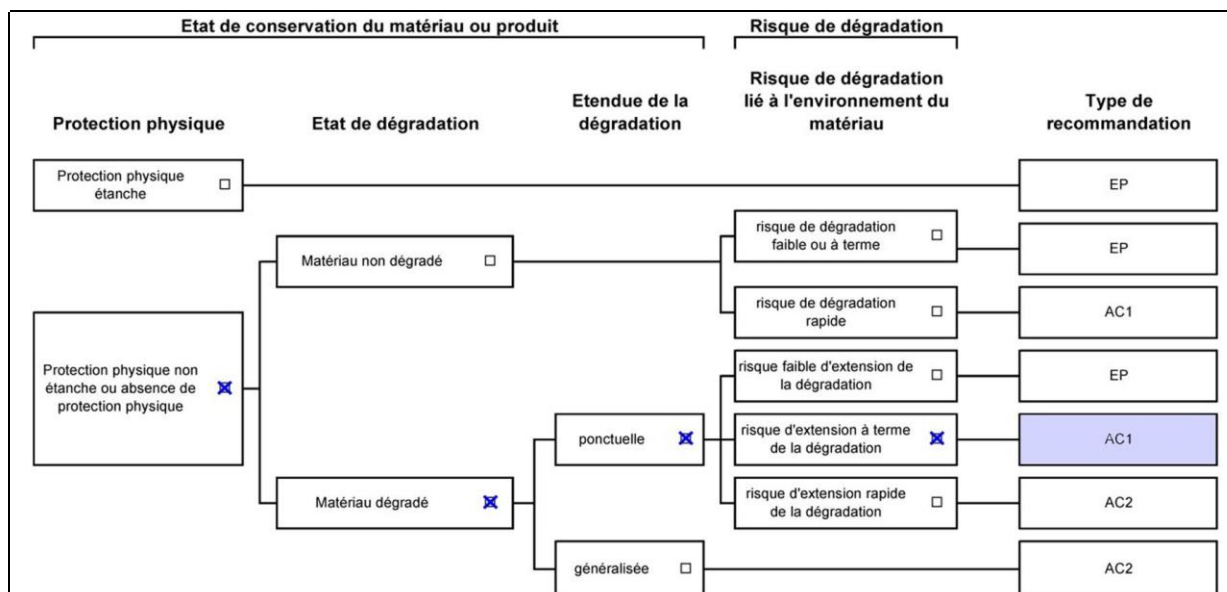 Etat de conservation du matériau ou produit
Risque de dégradation
Protection physique
Etat de dégradation
Etendue de la
dégradation
Risque de dégradation
lié à l'environnement du
matériau
Type de
recommandation
Protection physique
étanche
EP
Matériau non dégradé
risque de dégradation
faible ou à terme
EP
risque de dégradation
rapide
AC1
Protection physique non
étanche ou absence de
protection physique
risque faible d'extension de
la dégradation
EP
ponctuelle
risque d'extension à terme
de la dégradation
AC1
Matériau dégradé
risque d'extension rapide
de la dégradation
AC2
généralisée
AC2